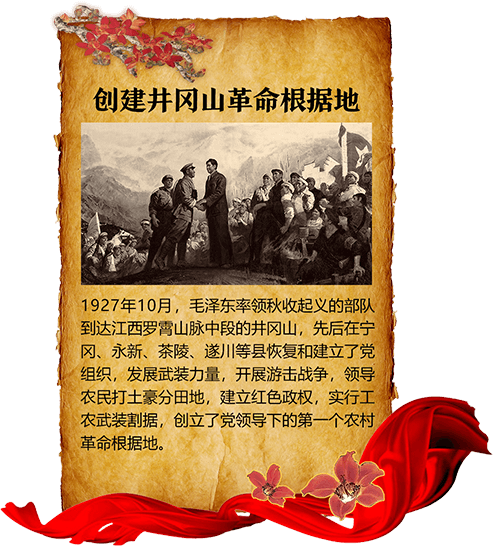 创建井冈山革命根据地
1927年10月，毛泽东率领秋收起义的部队
到达江西罗霄山脉中段的井冈山，先后在宁
冈、永新、茶陵、遂川等县恢复和建立了党
组织，发展武装力量，开展游击战争，领导
农民打土豪分田地，建立红色政权，实行工
农武装割据，创立了党领导下的第一个农村
革命根据地。